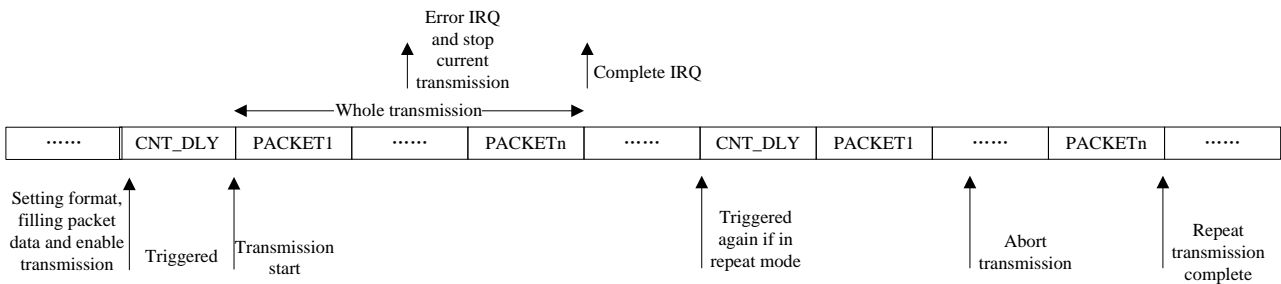 Error IRQ
and stop
current
transmission
Complete IRQ
Whole transmission
...... CNT_DLY PACKET1 ...... PACKETn ...... CNT_DLY PACKET1 ...... PACKETn ......
Setting format,
filling packet
data and enable
transmission
Triggered
Transmission
start
Triggered
again if in
repeat mode
Abort
transmission
Repeat
transmission
complete